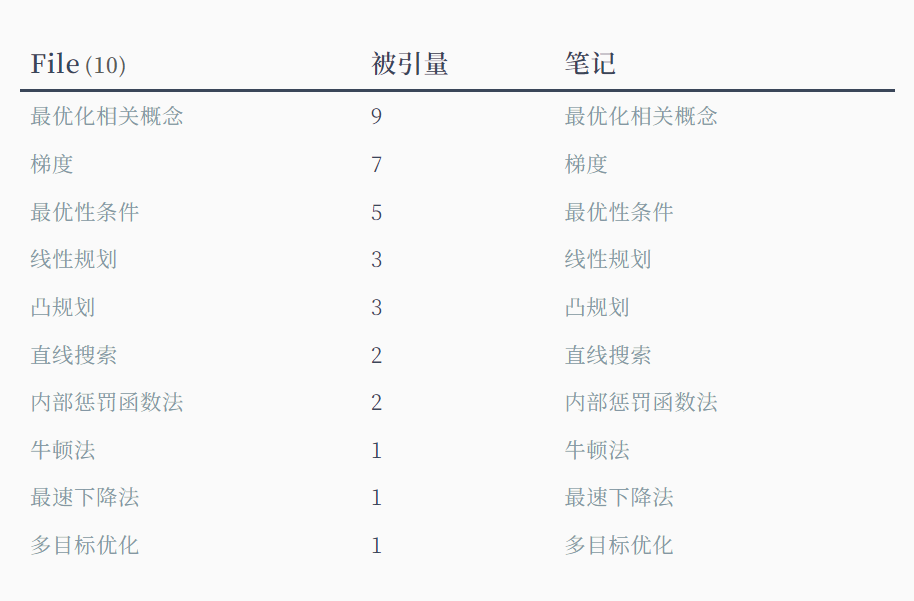 File (10) 被引量 笔记
最优化相关概念 9 最优化相关概念
梯度 7 梯度
最优性条件 5 最优性条件
线性规划 3 线性规划
凸规划 3 凸规划
直线搜索 2 直线搜索
内部惩罚函数法 2 内部惩罚函数法
牛顿法 1 牛顿法
最速下降法 1 最速下降法
多目标优化 1 多目标优化